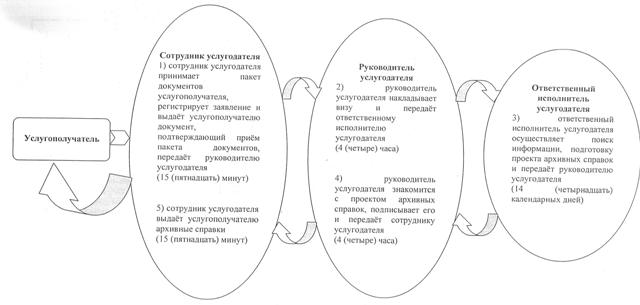 Услугополучатель
Сотрудник услугодателя
1) сотрудник услугодателя
принимает пакет
документов
услугополучателя,
регистрирует заявление и
выдаёт услугополучателю
документ,
подтверждающий приём
пакета документов,
передаёт руководителю
услугодателя
(15 (пятнадцать) минут)
5) сотрудник услугодателя
выдаёт услугополучателю
архивные справки
(15 (пятнадцать) минут)
Руководитель
услугодателя
2) руководитель
услугодателя накладывает
визу и передаёт
ответственному
исполнителю
услугодателя
(4 (четыре) часа)
4) руководитель
услугодателя знакомится
с проектом архивных
справок, подписывает его
и передаёт сотруднику
услугодателя
(4 (четыре) часа)
Ответственный
исполнитель
услугодателя
3) ответственный
исполнитель услугодателя
осуществляет поиск
информации, подготовку
проекта архивных справок
и передаёт руководителю
услугодателя
(14 (четырнадцать)
календарных дней)